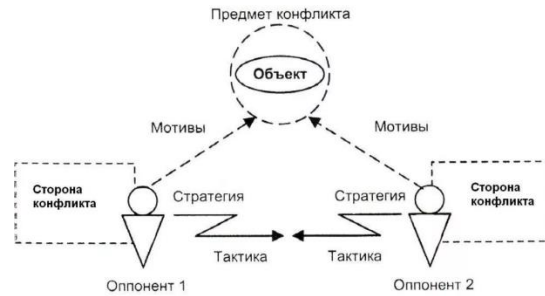 Предмет конфликта
Объект
Мотивы
Мотивы
Сторона
конфликта
Стратегия
Стратегия
Сторона
конфликта
Тактика
Тактика
Оппонент 1
Оппонент 2